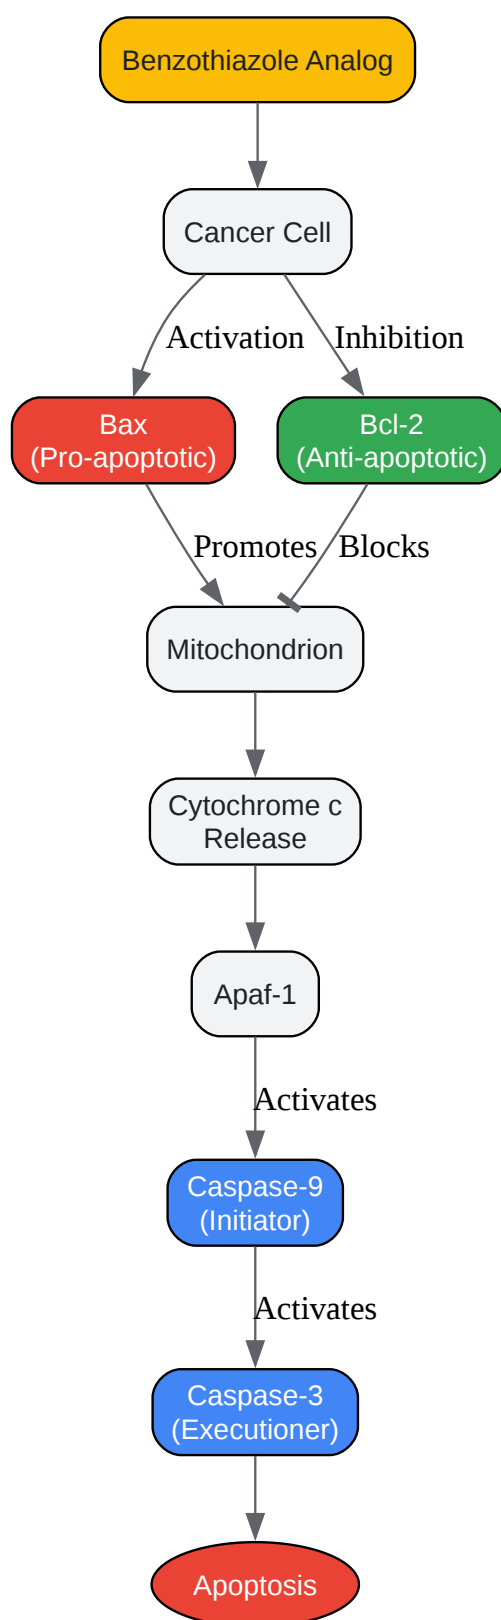 Benzothiazole Analog
Cancer Cell
Activation
Inhibition
Bax
(Pro-apoptotic)
Bcl-2
(Anti-apoptotic)
Promotes
Blocks
Mitochondrion
Cytochrome c
Release
Apaf-1
Activates
Caspase-9
(Initiator)
Activates
Caspase-3
(Executioner)
Apoptosis